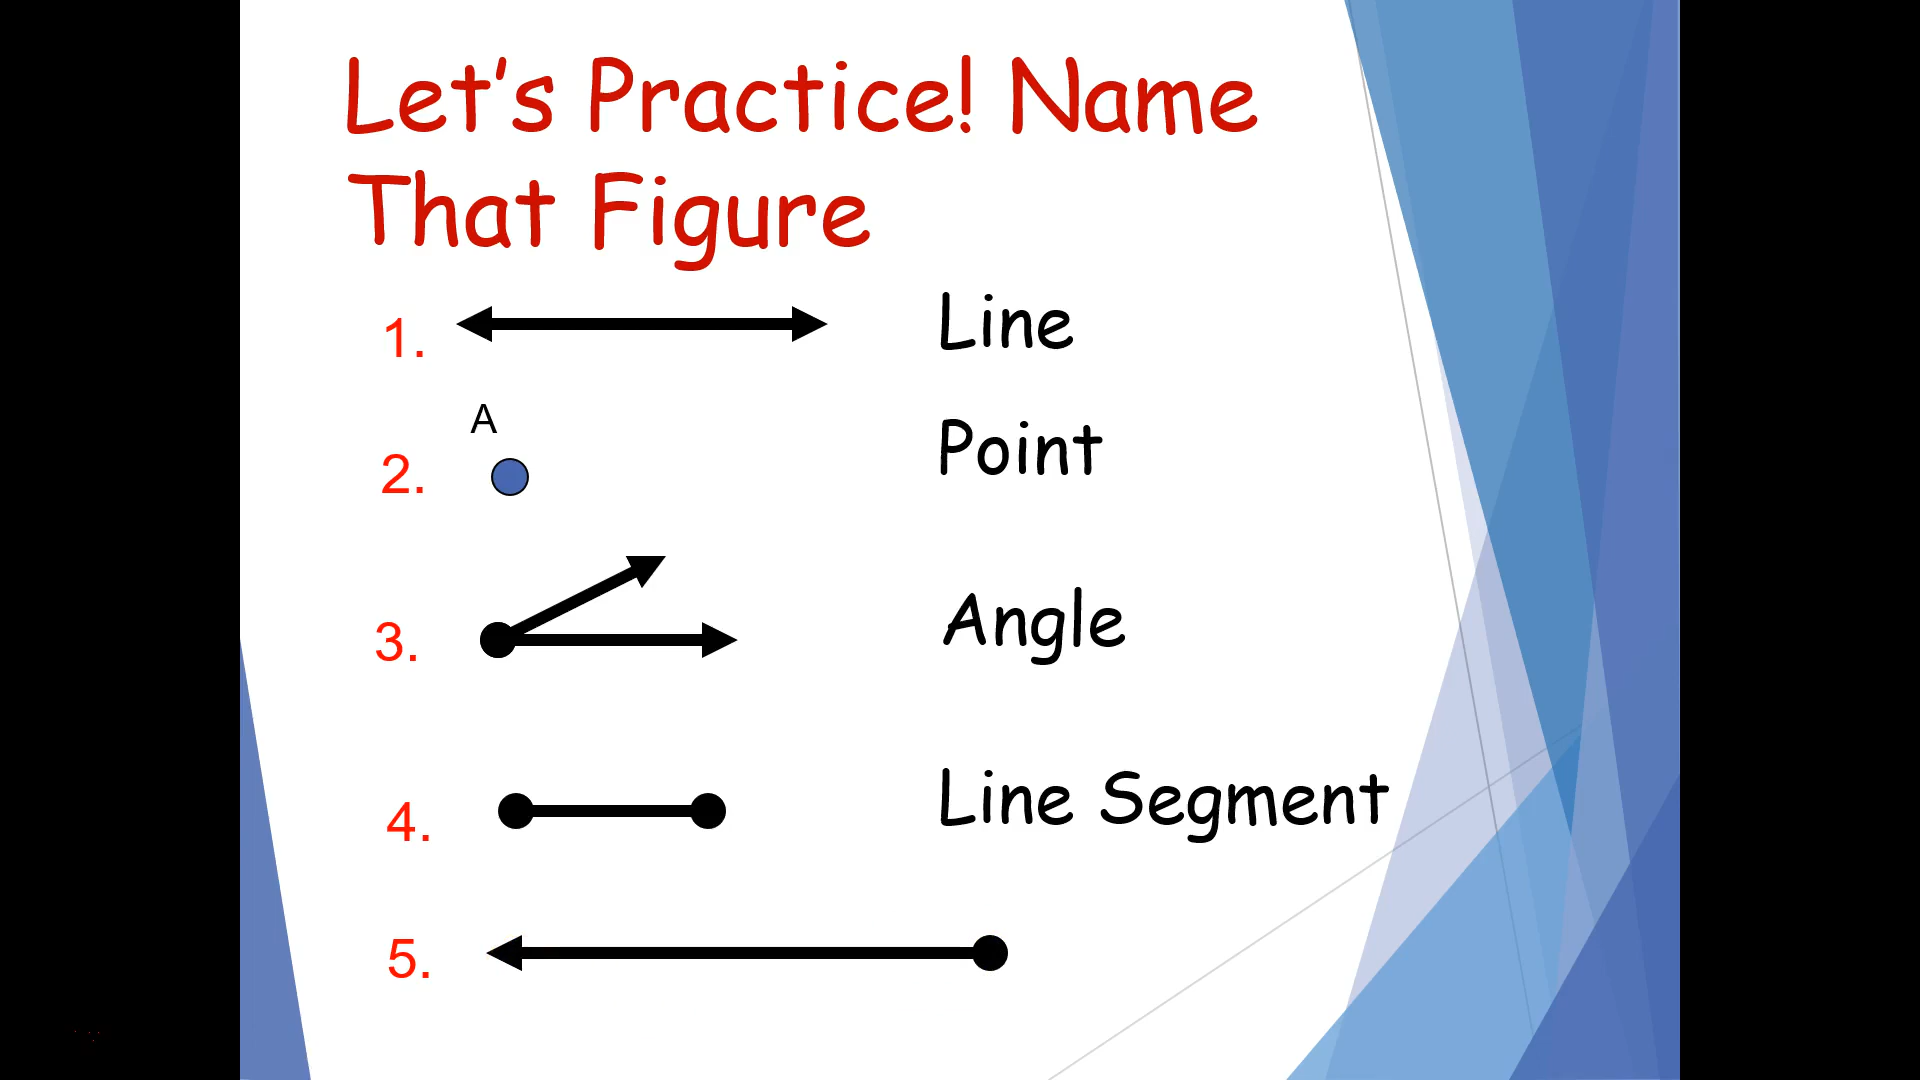 Let's Practice! Name
That Figure
1. Line
A
2. Point
3. Angle
4. Line Segment
5.